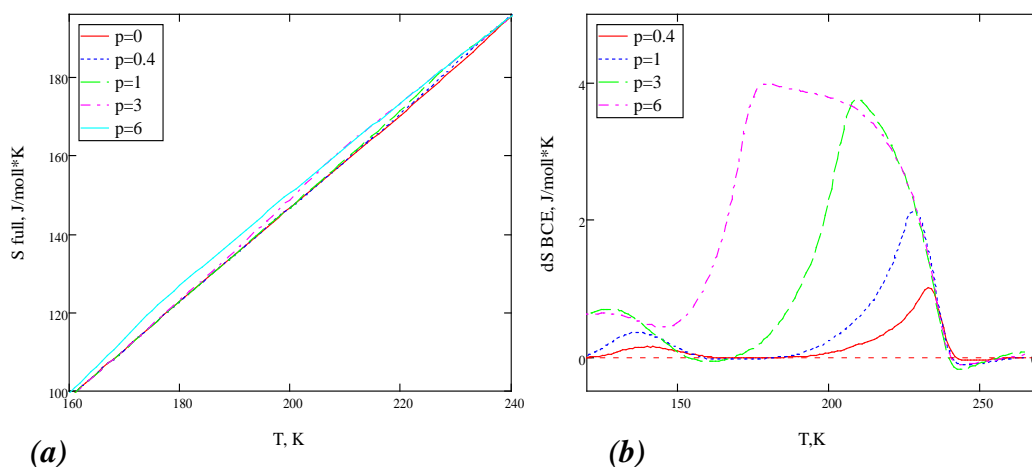 p=0
p=0.4
p=1
p=3
p=6
180
160
140
120
100
S full, J/moll*K
160
180
200
220
240
T, K
(a)
p=0.4
p=1
p=3
p=6
4
2
0
dS BCE, J/moll*K
150
200
250
T,K
(b)